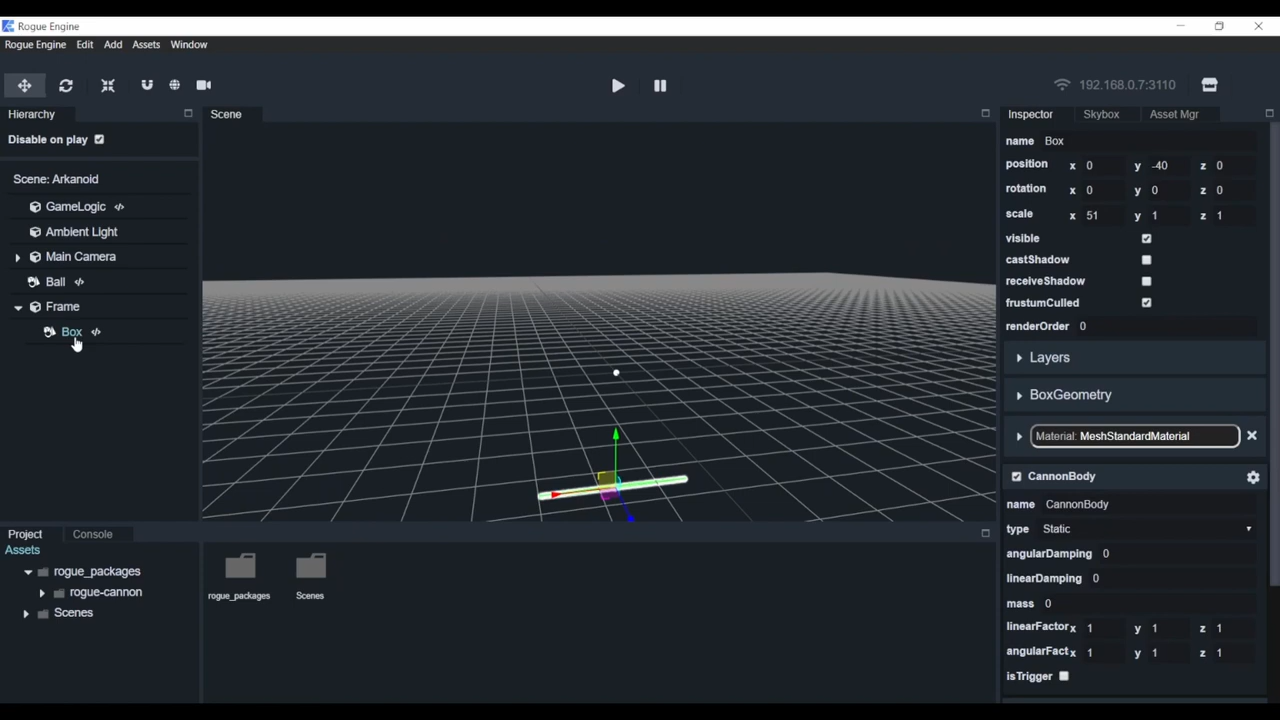 Rogue Engine
Rogue Engine Edit Add Assets Window
192.168.0.7:3110
Hierarchy
Disable on play
Scene: Arkanoid
GameLogic
Ambient Light
Main Camera
Ball
Frame
Box
Scene
Inspector Skybox Asset Mgr
name Box
position x 0 y -40 z 0
rotation x 0 y 0 z 0
scale x 51 y 1 z 1
visible
castShadow
receiveShadow
frustumCulled
renderOrder 0
Layers
BoxGeometry
Material: MeshStandardMaterial
CannonBody
name CannonBody
type Static
angularDamping 0
linearDamping 0
mass 0
linearFactor x 1 y 1 z 1
angularFact x 1 y 1 z 1
isTrigger
Project Console
Assets
rogue_packages
rogue-cannon
Scenes
rogue_packages Scenes